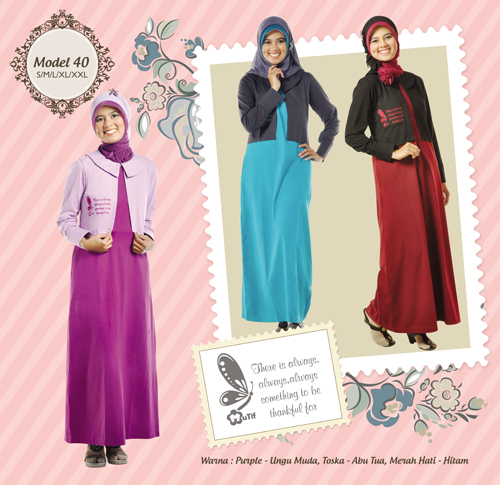 Model 40
S/M/L/XL/XXL
There is always,
always,always
something to be
thankful for
MUTIF
Warna : Purple - Ungu Muda, Toska - Abu Tua, Merah Hati - Hitam